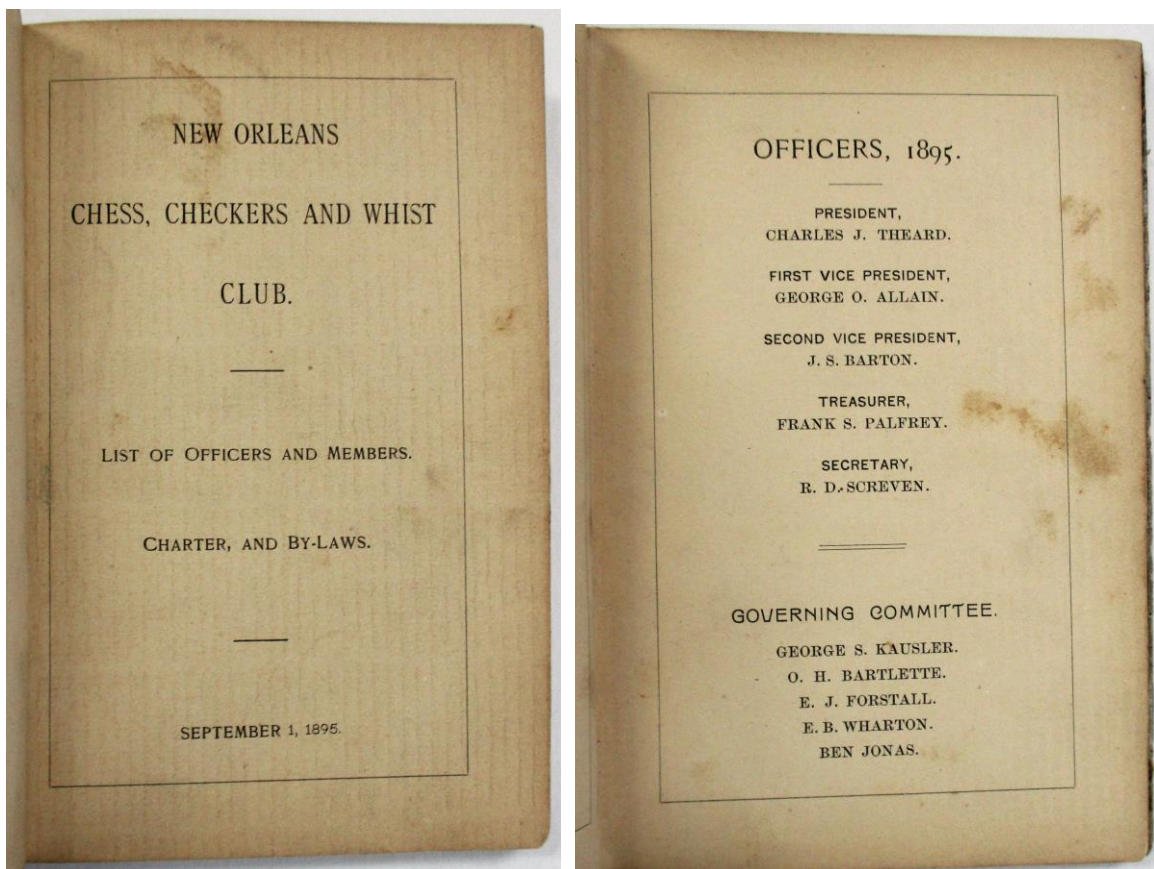 NEW ORLEANS
CHESS, CHECKERS AND WHIST
CLUB.
LIST OF OFFICERS AND MEMBERS.
CHARTER, AND BY-LAWS.
SEPTEMBER 1, 1895.
OFFICERS, 1895.
PRESIDENT,
CHARLES J. THEARD.
FIRST VICE PRESIDENT,
GEORGE O. ALLAIN.
SECOND VICE PRESIDENT,
J. S. BARTON.
TREASURER,
FRANK S. PALFREY.
SECRETARY,
R. D. SCREVEN.
GOVERNING COMMITTEE.
GEORGE S. KAUSLER.
O. H. BARTLETTE.
E. J. FORSTALL.
E. B. WHARTON.
BEN JONAS.